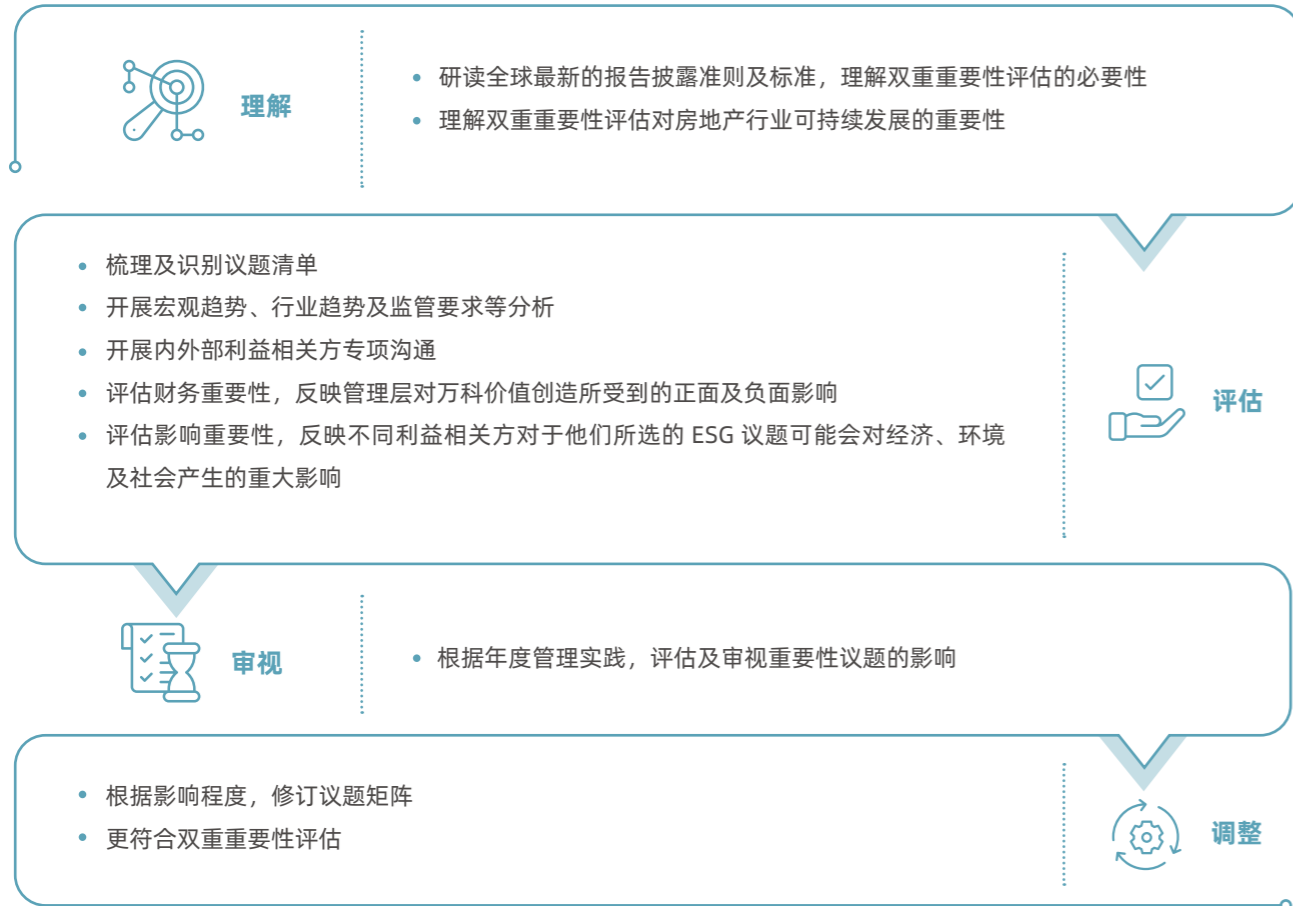 理解
研读全球最新的报告披露准则及标准，理解双重重要性评估的必要性
理解双重重要性评估对房地产行业可持续发展的重要性
梳理及识别议题清单
开展宏观趋势、行业趋势及监管要求等分析
开展内外部利益相关方专项沟通
评估财务重要性，反映管理层对万科价值创造所受到的正面及负面影响
评估影响重要性，反映不同利益相关方对于他们所选的 ESG 议题可能会对经济、环境
及社会产生的重大影响
评估
审视
根据年度管理实践，评估及审视重要性议题的影响
根据影响程度，修订议题矩阵
更符合双重重要性评估
调整